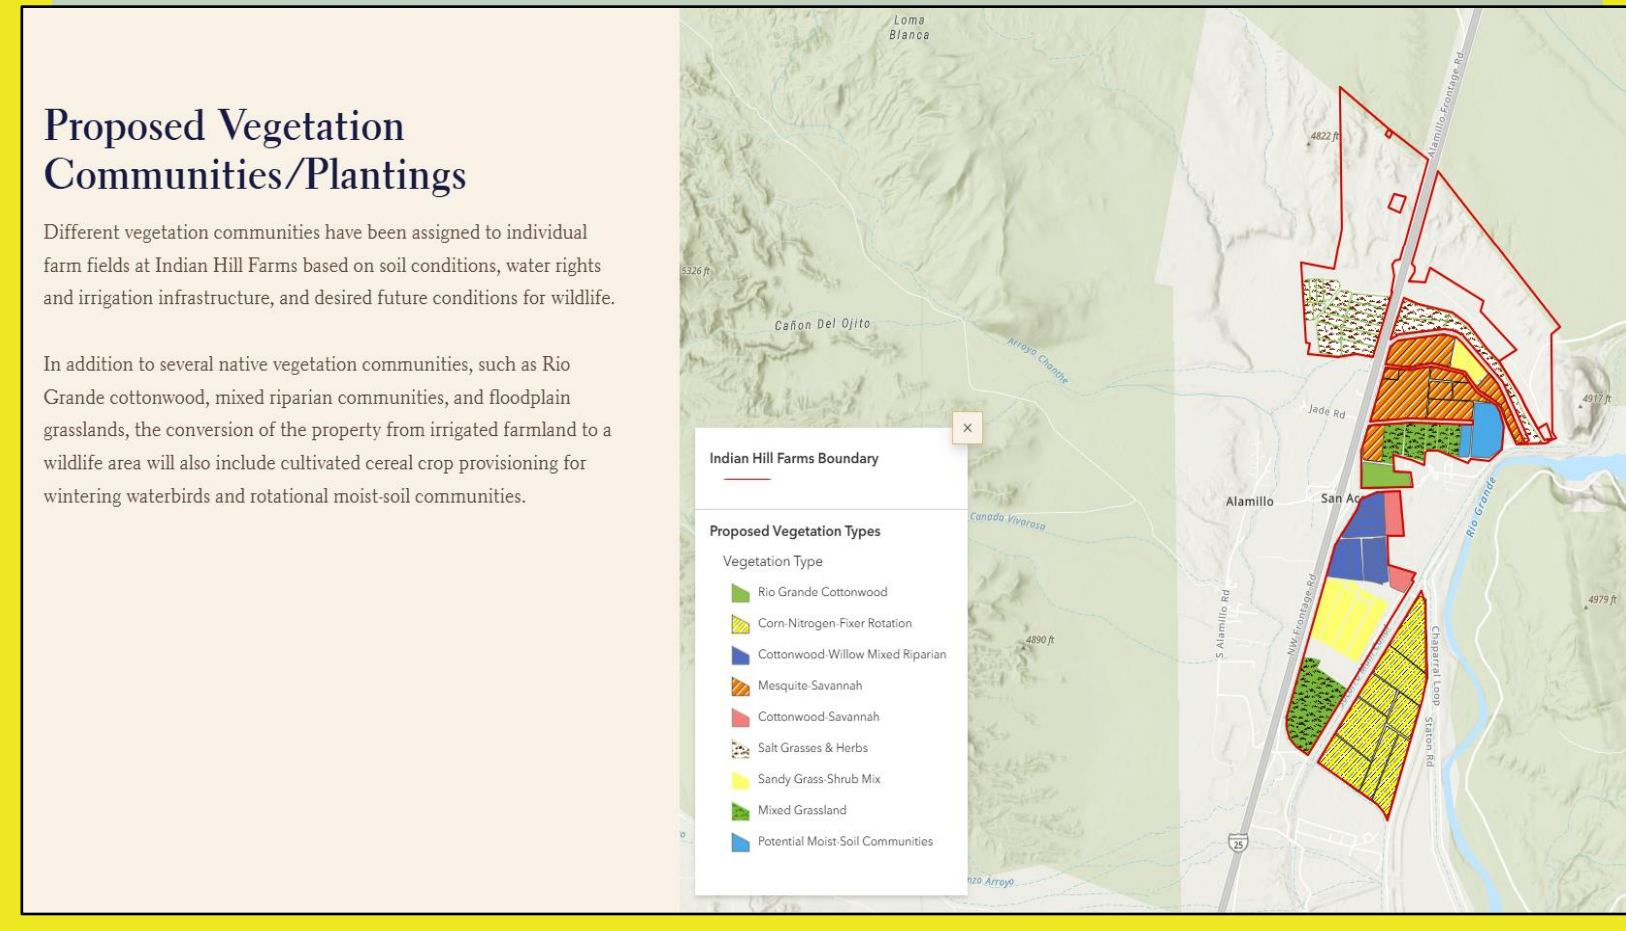 Proposed Vegetation
Communities/Plantings
Different vegetation communities have been assigned to individual
farm fields at Indian Hill Farms based on soil conditions, water rights
and irrigation infrastructure, and desired future conditions for wildlife.
In addition to several native vegetation communities, such as Rio
Grande cottonwood, mixed riparian communities, and floodplain
grasslands, the conversion of the property from irrigated farmland to a
wildlife area will also include cultivated cereal crop provisioning for
wintering waterbirds and rotational moist-soil communities.
Loma
Blanca
Alamillo Frontage Rd
4822 ft
5326 ft
Cañon Del Ojito
Arroyo Chanthe
Jade Rd
4917 ft
Alamillo
San Ac
Rio Grande
Canada Vivarosa
4979 ft
S Alamillo Rd
NW Frontage Rd
4890 ft
Chaparral Loop
Staton Rd
25
nzo Arroyo
×
Indian Hill Farms Boundary
Proposed Vegetation Types
Vegetation Type
Rio Grande Cottonwood
Corn-Nitrogen-Fixer Rotation
Cottonwood-Willow Mixed Riparian
Mesquite-Savannah
Cottonwood-Savannah
Salt Grasses & Herbs
Sandy Grass-Shrub Mix
Mixed Grassland
Potential Moist-Soil Communities